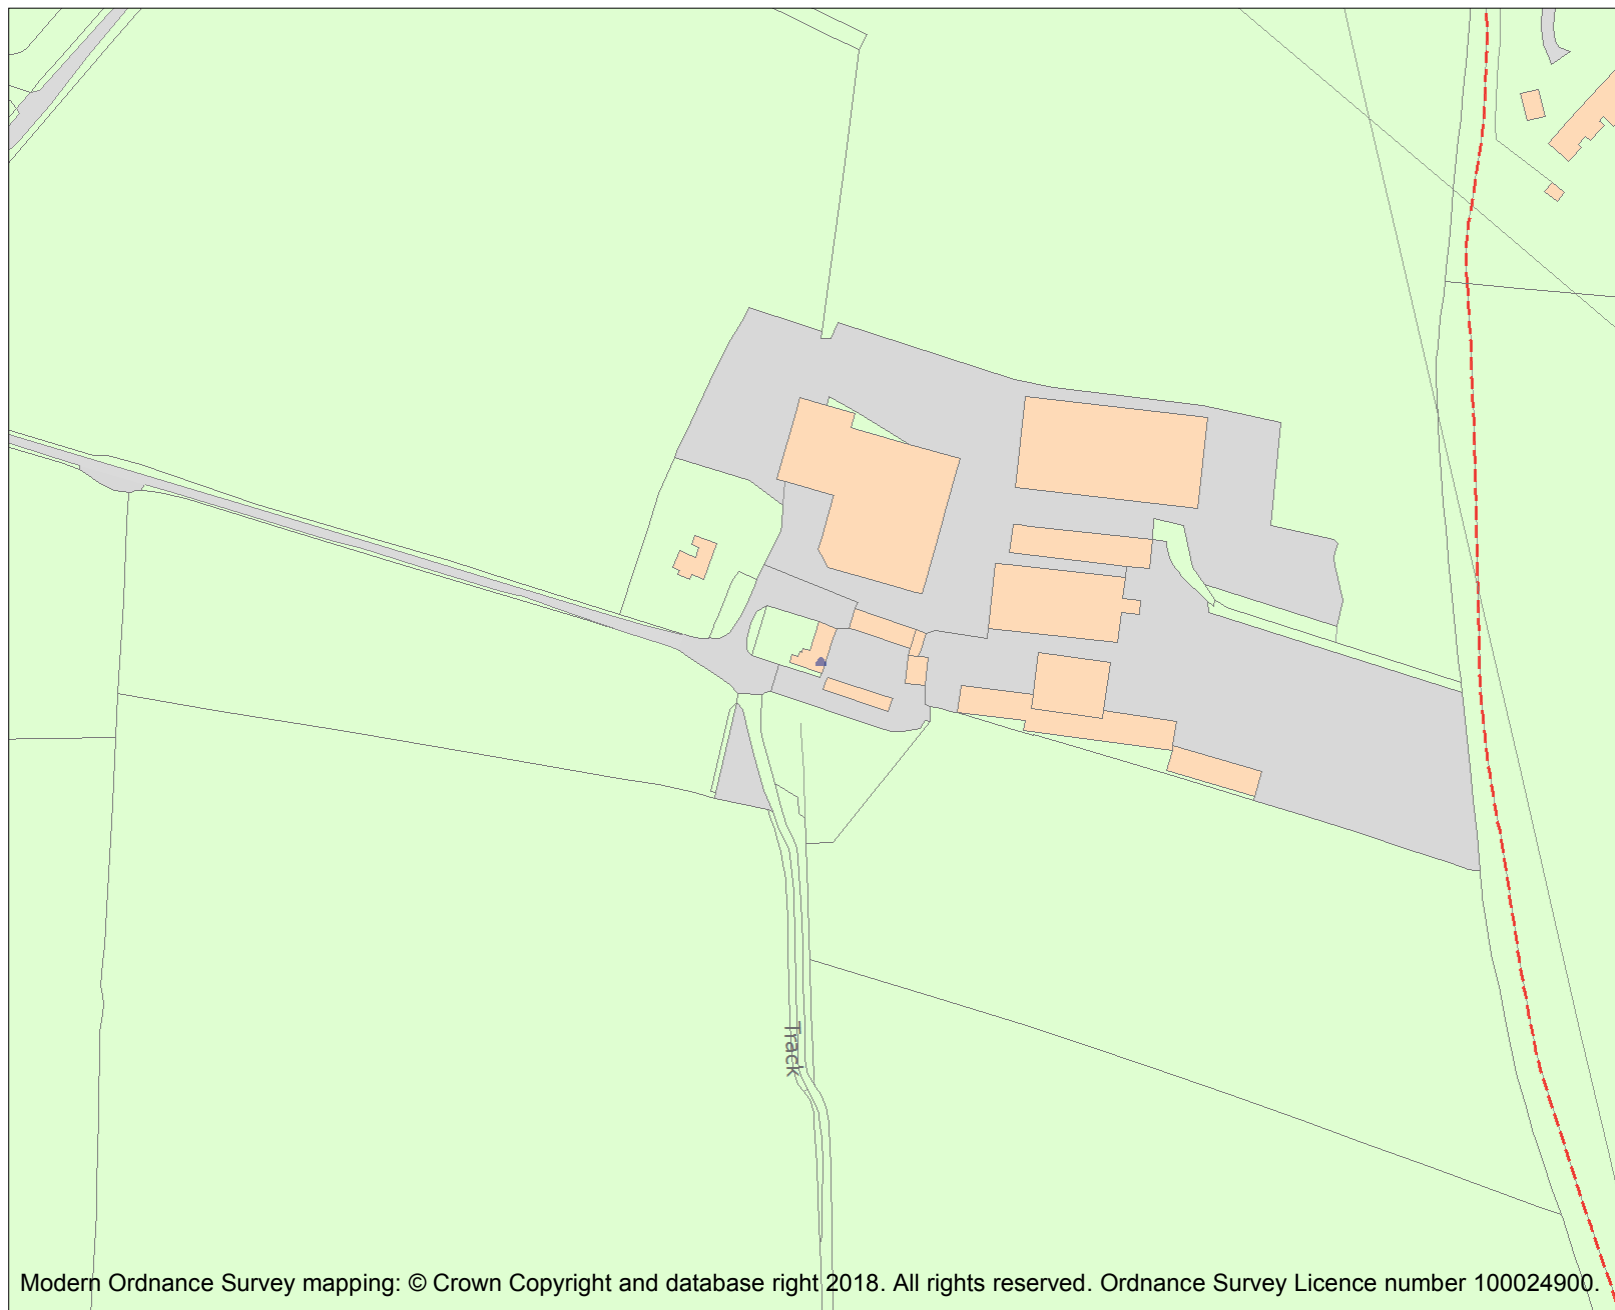 Track
Modern Ordnance Survey mapping: © Crown Copyright and database right 2018. All rights reserved. Ordnance Survey Licence number 100024900.